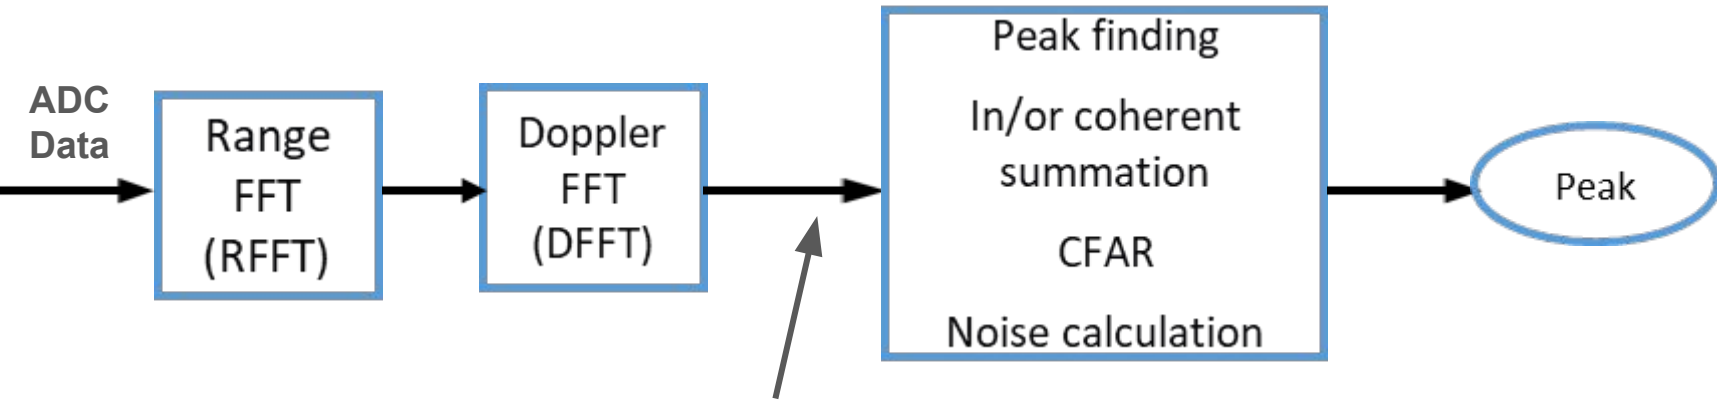 ADC
Data
Range
FFT
(RFFT)
Doppler
FFT
(DFFT)
Peak finding
In/or coherent
summation
CFAR
Noise calculation
Peak